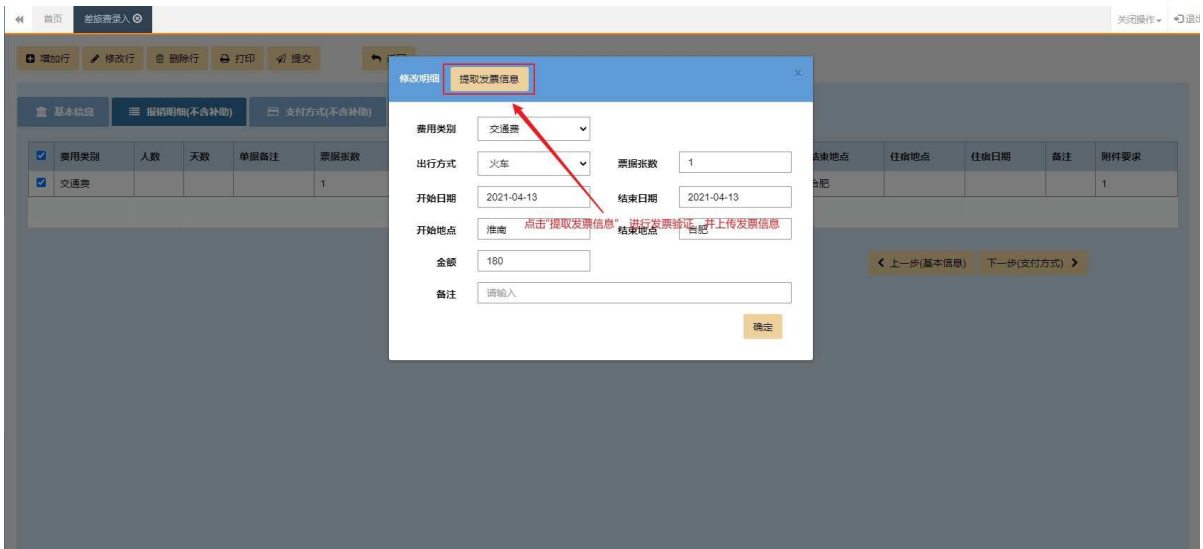 首页 差旅费录入 关闭操作 退出
增加行 修改行 删除行 打印 提交
修改明细 提取发票信息 ×
基本信息 报销明细(不含补助) 支付方式(不含补助)
费用类别 人数 天数 单据备注 票据张数 结束地点 住宿地点 住宿日期 备注 附件要求
交通费 1 合肥 1
费用类别 交通费
出行方式 火车 票据张数 1
开始日期 2021-04-13 结束日期 2021-04-13
点击“提取发票信息”，进行发票验证，并上传发票信息
开始地点 淮南 结束地点 合肥
金额 180
上一步(基本信息) 下一步(支付方式)
备注 请输入
确定